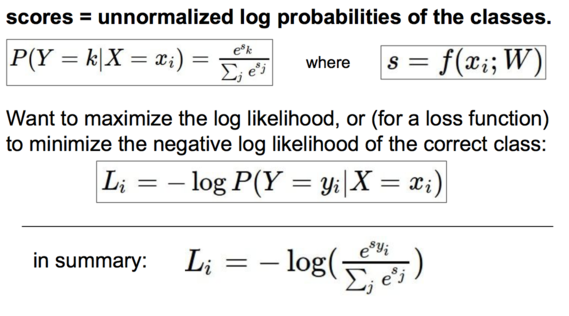 scores = unnormalized log probabilities of the classes.
P(Y = k|X = x_i) = \frac{e^{s_k}}{\sum_j e^{s_j}} where s = f(x_i; W)
Want to maximize the log likelihood, or (for a loss function)
to minimize the negative log likelihood of the correct class:
L_i = − log P(Y = y_i|X = x_i)
in summary: L_i = − log(\frac{e^{s_{y_i}}}{\sum_j e^{s_j}})